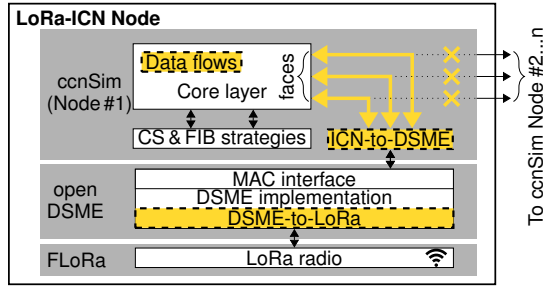 LoRa-ICN Node
ccnSim
(Node #1)
Data flows
Core layer
faces
CS & FIB strategies
ICN-to-DSME
To ccnSim Node #2...n
open
DSME
MAC interface
DSME implementation
DSME-to-LoRa
FLoRa
LoRa radio